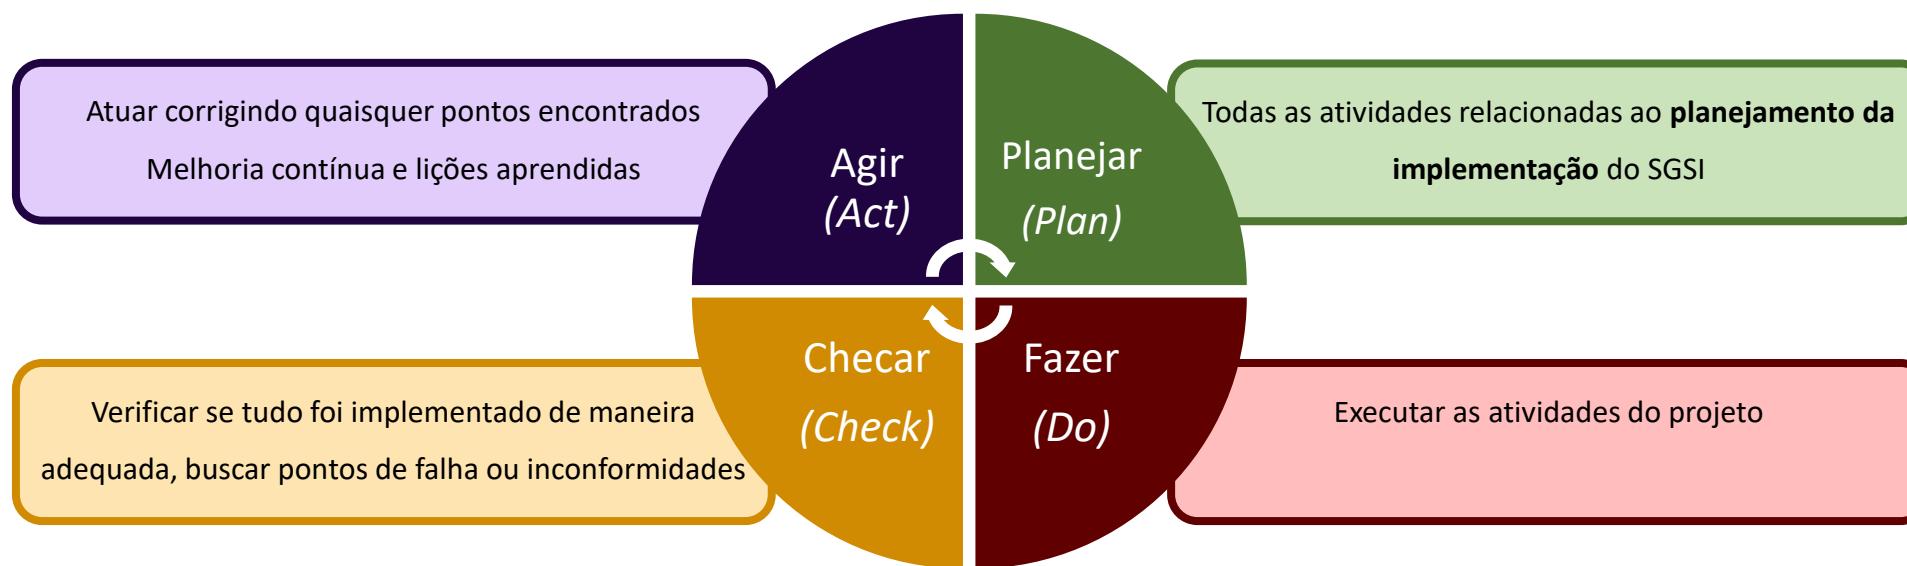 Atuar corrigindo quaisquer pontos encontrados
Melhoria contínua e lições aprendidas
Agir
(Act)
Planejar
(Plan)
Todas as atividades relacionadas ao planejamento da
implementação do SGSI
Verificar se tudo foi implementado de maneira
adequada, buscar pontos de falha ou inconformidades
Checar
(Check)
Fazer
(Do)
Executar as atividades do projeto